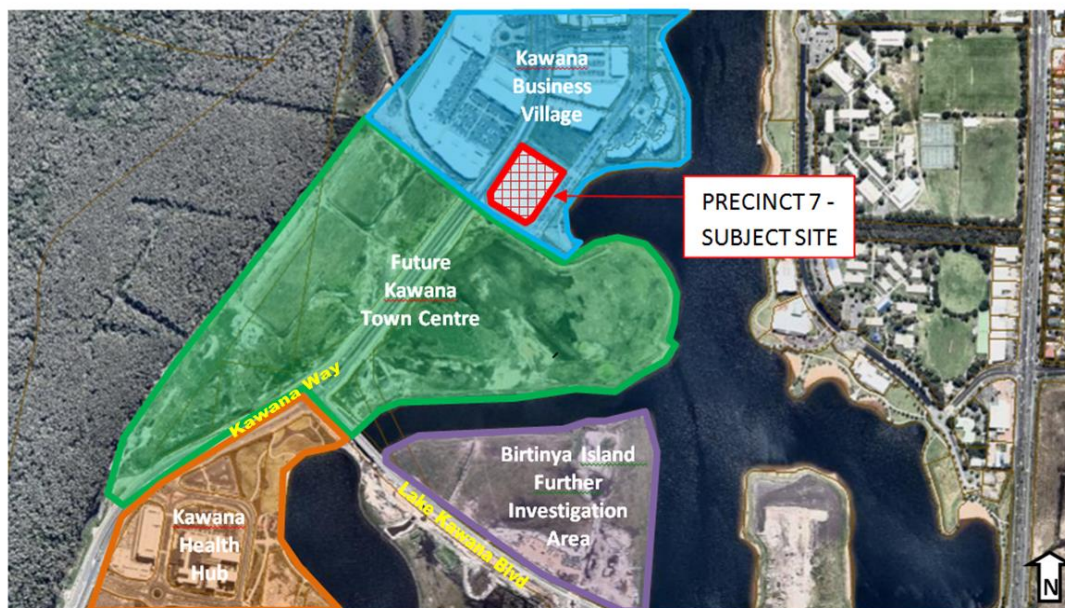 Kawana
Business
Village
PRECINCT 7 -
SUBJECT SITE
Future
Kawana
Town Centre
Kawana Way
Birtinya Island
Further
Investigation
Area
Lake Kawana Blvd
Kawana
Health
Hub
N